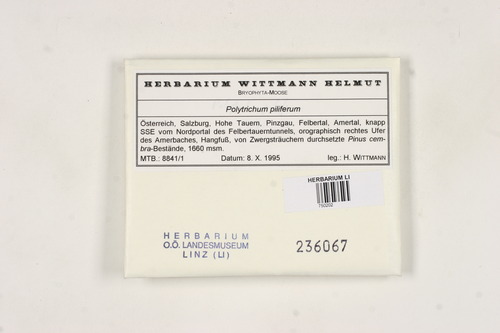 HERBARIUM WITTMANN HELMUT
BRYOPHYTA-MOOSE
Polytrichum piliferum
Österreich, Salzburg, Hohe Tauern, Pinzgau, Felbertal, Amertal, knapp
SSE vom Nordportal des Felbertauerntunnels, orographisch rechtes Ufer
des Amerbaches, Hangfuß, von Zwergsträuchern durchsetzte Pinus cem-
bra-Bestände, 1660 msm.
MTB.: 8841/1 Datum: 8. X. 1995 leg.: H. WITTMANN
HERBARIUM LI
750202
HERBARIUM
O.Ö. LANDESMUSEUM
LINZ (LI)
236067